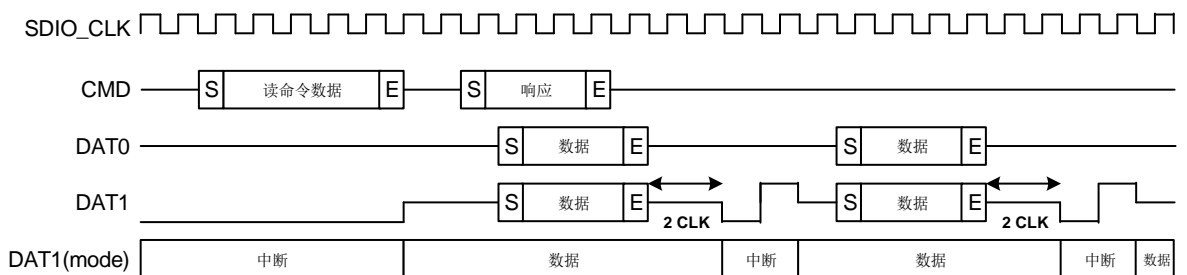 SDIO_CLK
CMD S 读命令数据 E S 响应 E
DAT0 S 数据 E S 数据 E
DAT1 S 数据 E S 数据 E
2 CLK 2 CLK
DAT1(mode) 中断 数据 中断 数据 中断 数据